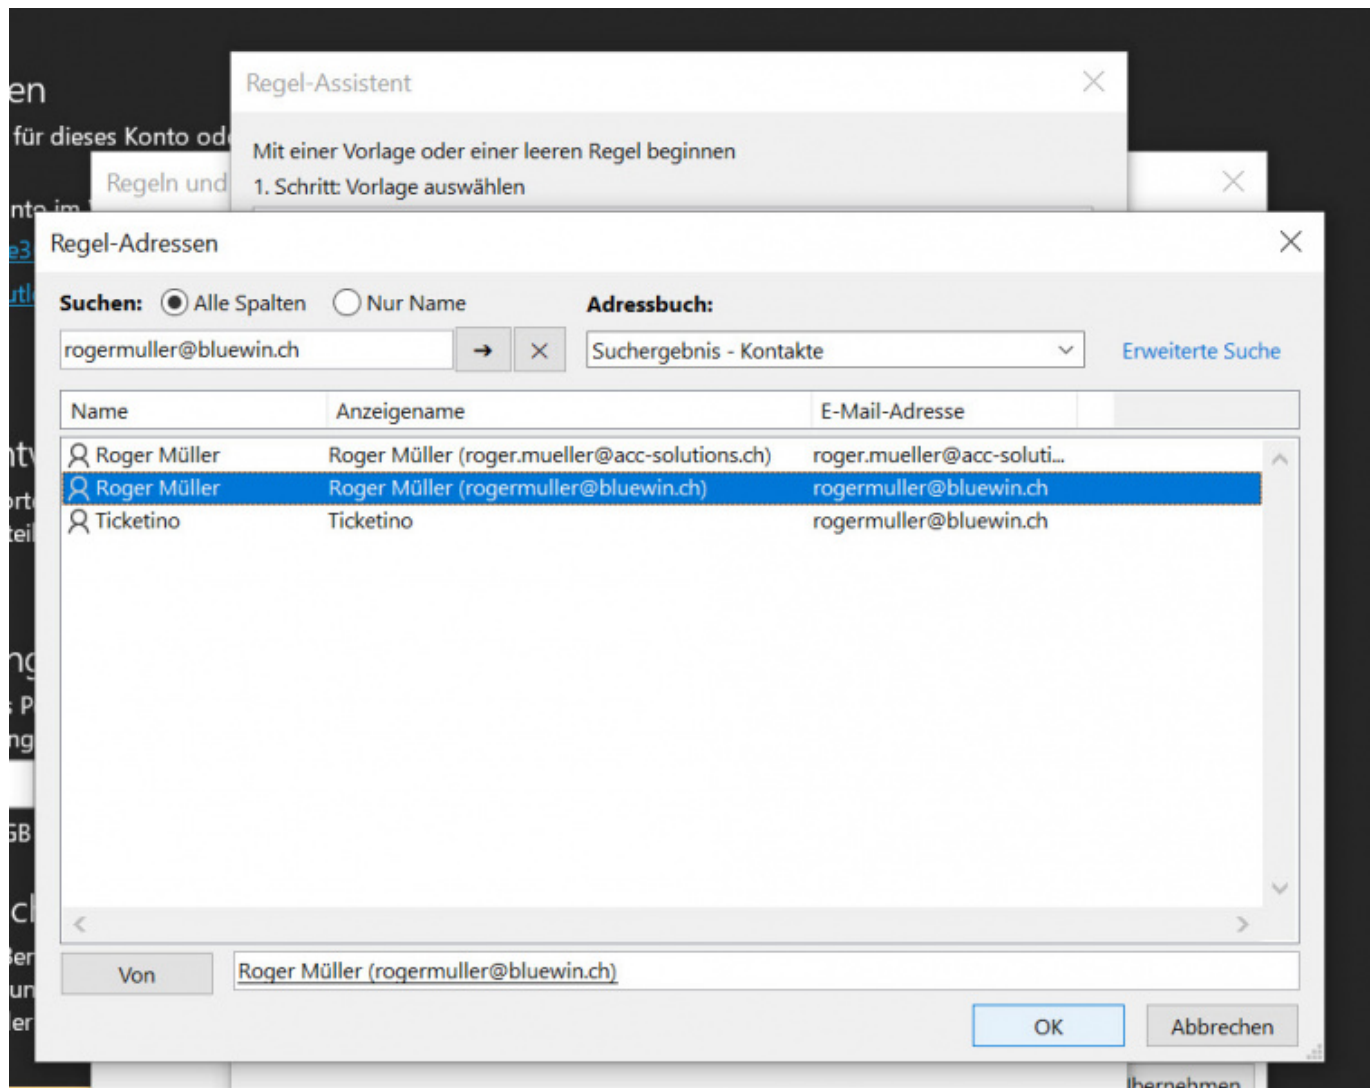 en
für dieses Konto od
Regel-Assistent
Mit einer Vorlage oder einer leeren Regel beginnen
1. Schritt: Vorlage auswählen
Regeln und
Regel-Adressen
Suchen: Alle Spalten Nur Name Adressbuch:
rogermuller@bluewin.ch Suchergebnis - Kontakte Erweiterte Suche
Name Anzeigename E-Mail-Adresse
Roger Müller Roger Müller (roger.mueller@acc-solutions.ch) roger.mueller@acc-soluti...
Roger Müller Roger Müller (rogermuller@bluewin.ch) rogermuller@bluewin.ch
Ticketino Ticketino rogermuller@bluewin.ch
GB
Von Roger Müller (rogermuller@bluewin.ch)
OK Abbrechen